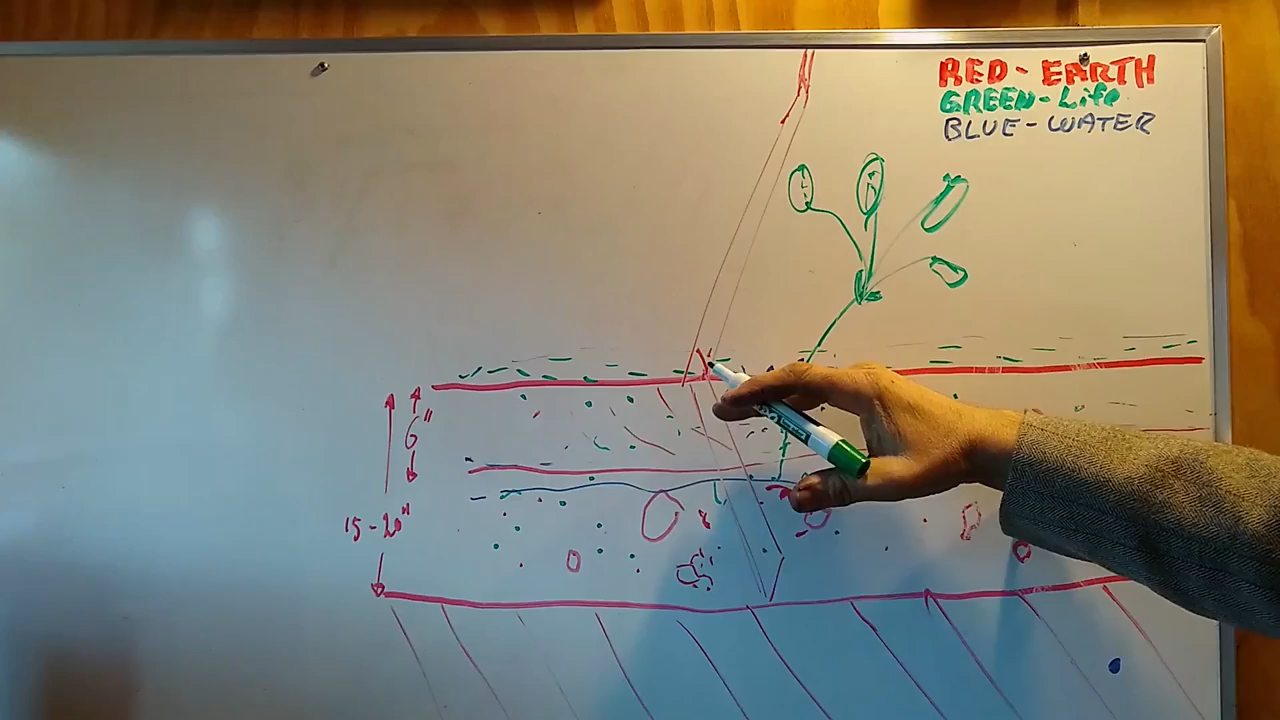 RED - EARTH
GREEN - Life
BLUE - WATER
6"
15-20"